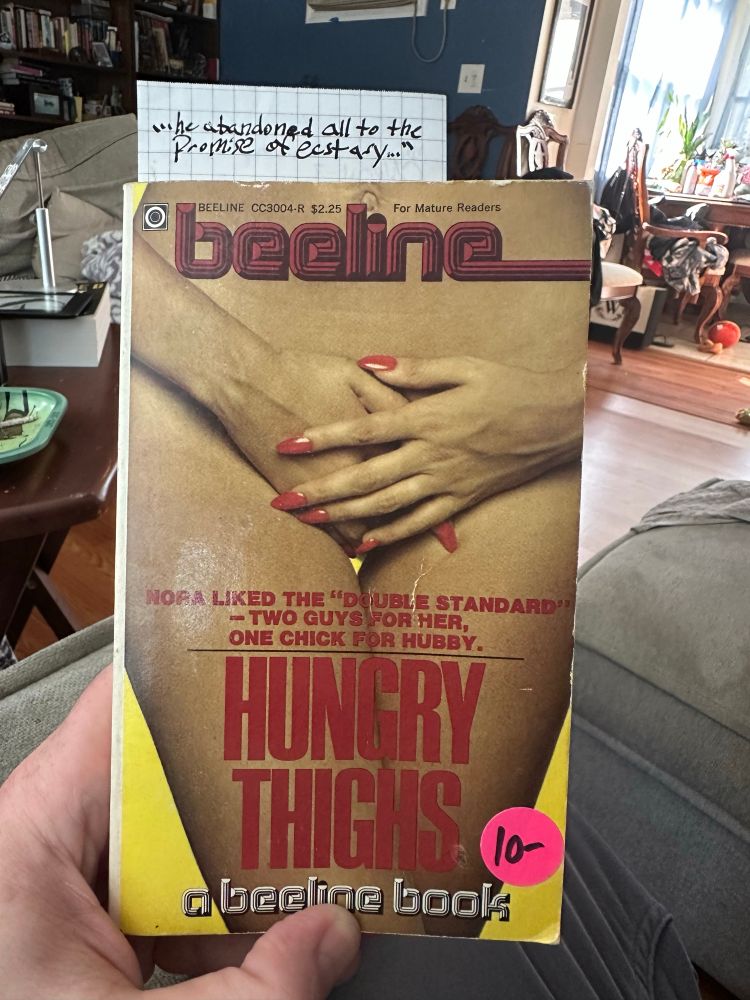 "...he abandoned all to the
Promise of ecstasy..."
BEELINE CC3004-R $2.25 For Mature Readers
beeline
NORA LIKED THE "DOUBLE STANDARD"
– TWO GUYS FOR HER,
ONE CHICK FOR HUBBY.
HUNGRY
THIGHS
10-
a beeline book
W